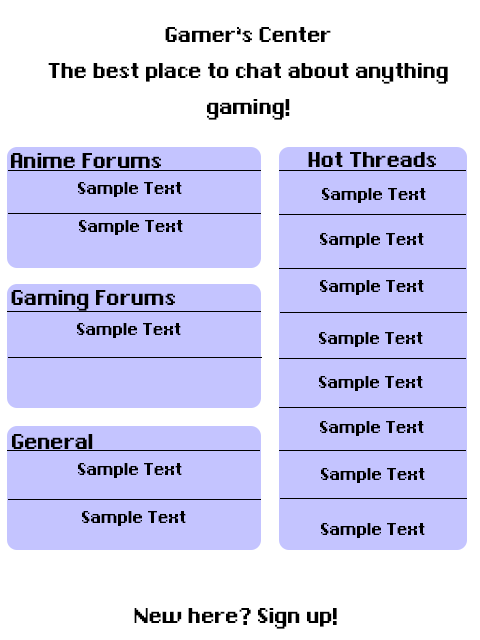 Gamer's Center
The best place to chat about anything
gaming!
Anime Forums
Sample Text
Sample Text
Gaming Forums
Sample Text
General
Sample Text
Sample Text
Hot Threads
Sample Text
Sample Text
Sample Text
Sample Text
Sample Text
Sample Text
Sample Text
Sample Text
New here? Sign up!